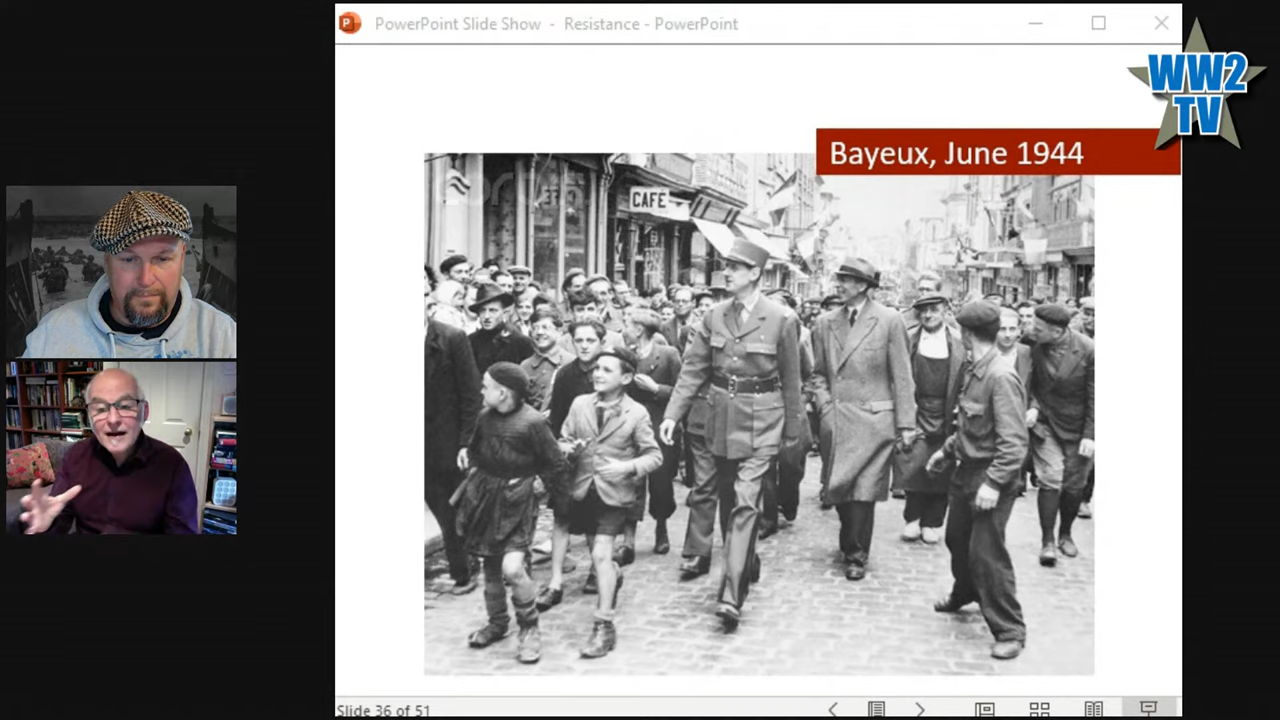 PowerPoint Slide Show - Resistance - PowerPoint
WW2
TV
Bayeux, June 1944
CAFE
Slide 36 of 51